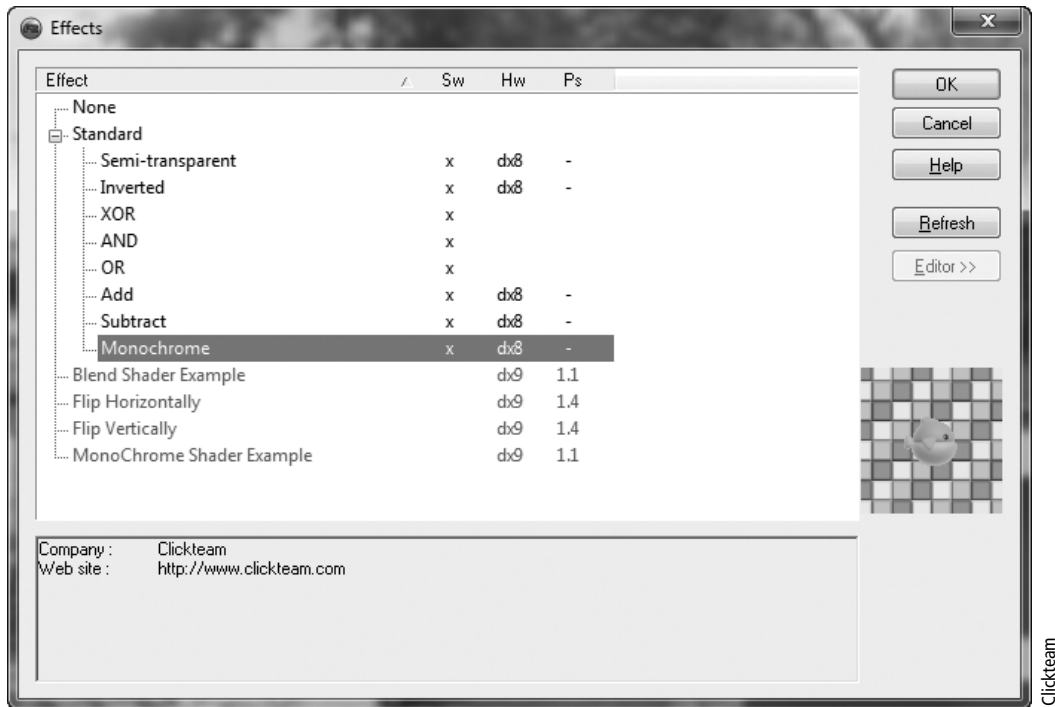 Effects
Effect Sw Hw Ps
None
Standard
Semi-transparent x dx8 -
Inverted x dx8 -
XOR x
AND x
OR x
Add x dx8 -
Subtract x dx8 -
Monochrome x dx8 -
Blend Shader Example dx9 1.1
Flip Horizontally dx9 1.4
Flip Vertically dx9 1.4
MonoChrome Shader Example dx9 1.1
OK
Cancel
Help
Refresh
Editor >>
Company : Clickteam
Web site : http://www.clickteam.com
Clickteam